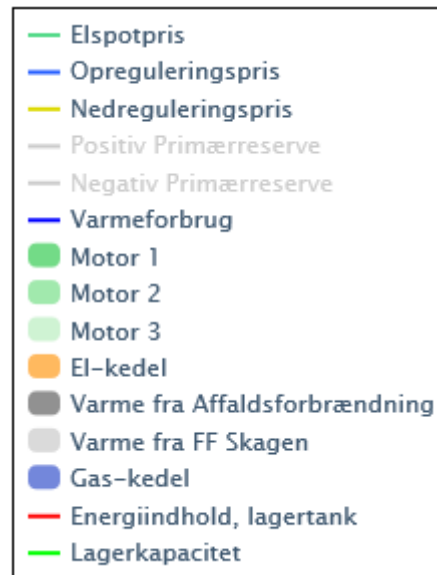 Elspotpris
Opreguleringspris
Nedreguleringspris
Positiv Primærreserve
Negativ Primærreserve
Varmeforbrug
Motor 1
Motor 2
Motor 3
El-kedel
Varme fra Affaldsforbrændning
Varme fra FF Skagen
Gas-kedel
Energiindhold, lagertank
Lagerkapacitet